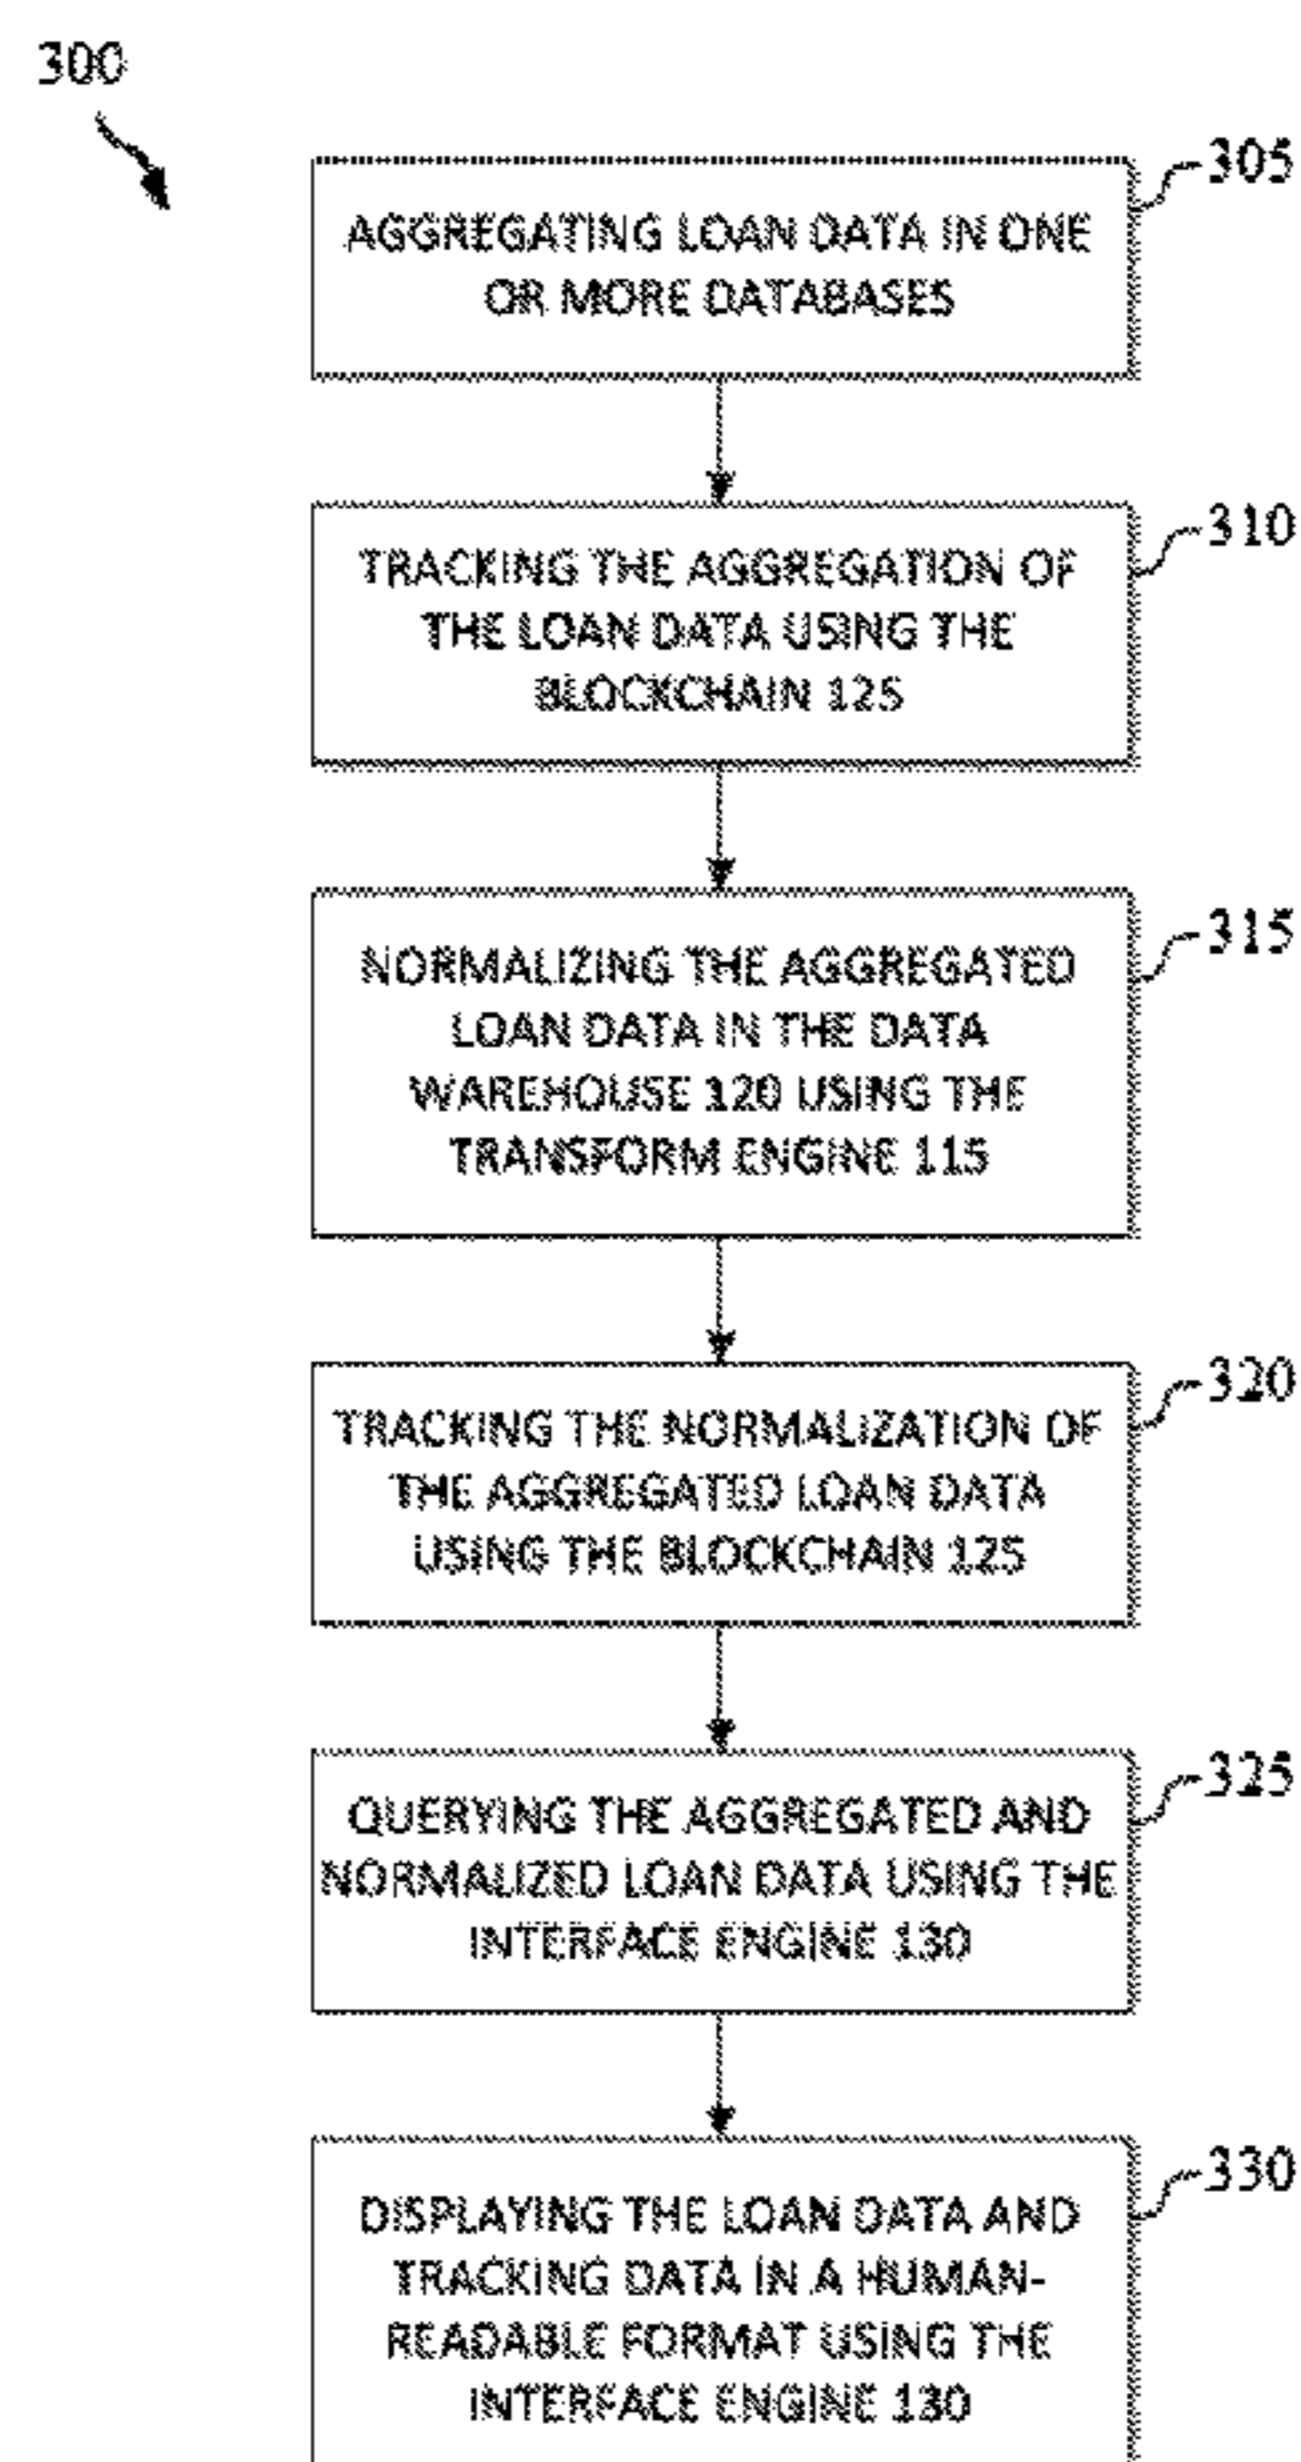 300
305
AGGREGATING LOAN DATA IN ONE
OR MORE DATABASES
310
TRACKING THE AGGREGATION OF
THE LOAN DATA USING THE
BLOCKCHAIN 125
315
NORMALIZING THE AGGREGATED
LOAN DATA IN THE DATA
WAREHOUSE 120 USING THE
TRANSFORM ENGINE 115
320
TRACKING THE NORMALIZATION OF
THE AGGREGATED LOAN DATA
USING THE BLOCKCHAIN 125
325
QUERYING THE AGGREGATED AND
NORMALIZED LOAN DATA USING THE
INTERFACE ENGINE 130
330
DISPLAYING THE LOAN DATA AND
TRACKING DATA IN A HUMAN-
READABLE FORMAT USING THE
INTERFACE ENGINE 130